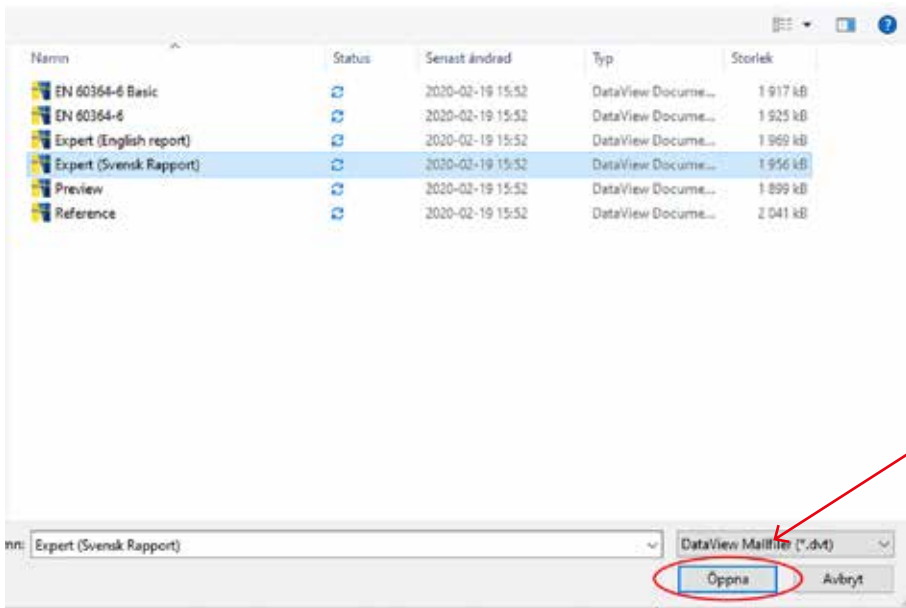 Namn Status Senast ändrad Typ Storlek
EN 60364-6 Basic 2020-02-19 15:52 DataView Docume... 1 917 kB
EN 60364-6 2020-02-19 15:52 DataView Docume... 1 925 kB
Expert (English report) 2020-02-19 15:52 DataView Docume... 1 969 kB
Expert (Svensk Rapport) 2020-02-19 15:52 DataView Docume... 1 956 kB
Preview 2020-02-19 15:52 DataView Docume... 1 899 kB
Reference 2020-02-19 15:52 DataView Docume... 2 041 kB
mn: Expert (Svensk Rapport) DataView Mallfiler (*.dvt)
Öppna Avbryt